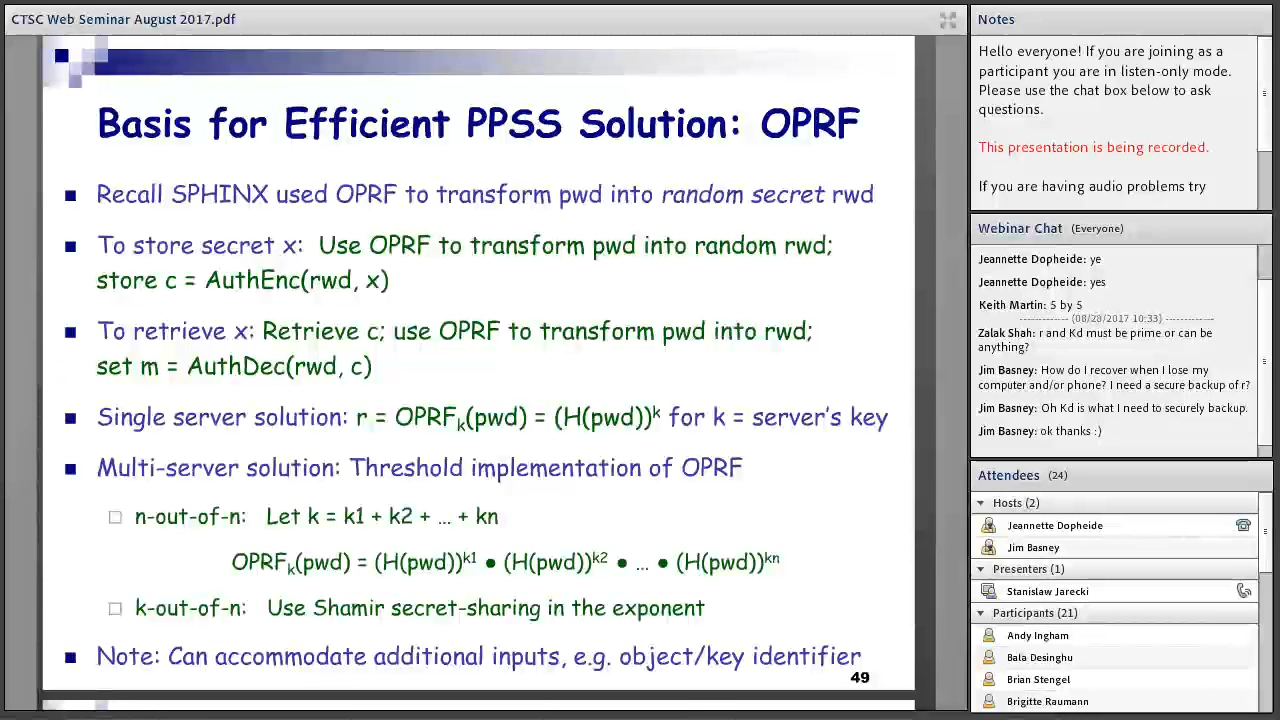 CTSC Web Seminar August 2017.pdf
Basis for Efficient PPSS Solution: OPRF
Recall SPHINX used OPRF to transform pwd into random secret rwd
To store secret x: Use OPRF to transform pwd into random rwd;
store c = AuthEnc(rwd, x)
To retrieve x: Retrieve c; use OPRF to transform pwd into rwd;
set m = AuthDec(rwd, c)
Single server solution: r = OPRFk(pwd) = (H(pwd))k for k = server's key
Multi-server solution: Threshold implementation of OPRF
n-out-of-n: Let k = k1 + k2 + … + kn
OPRFk(pwd) = (H(pwd))k1 • (H(pwd))k2 • … • (H(pwd))kn
k-out-of-n: Use Shamir secret-sharing in the exponent
Note: Can accommodate additional inputs, e.g. object/key identifier
49
Notes
Hello everyone! If you are joining as a
participant you are in listen-only mode.
Please use the chat box below to ask
questions.
This presentation is being recorded.
If you are having audio problems try
Webinar Chat (Everyone)
Jeannette Dopheide: ye
Jeannette Dopheide: yes
Keith Martin: 5 by 5
------------- (08/28/2017 10:33) -------------
Zalak Shah: r and Kd must be prime or can be
anything?
Jim Basney: How do I recover when I lose my
computer and/or phone? I need a secure backup of r?
Jim Basney: Oh Kd is what I need to securely backup.
Jim Basney: ok thanks :)
Attendees (24)
Hosts (2)
Jeannette Dopheide
Jim Basney
Presenters (1)
Stanislaw Jarecki
Participants (21)
Andy Ingham
Bala Desinghu
Brian Stengel
Brigitte Raumann